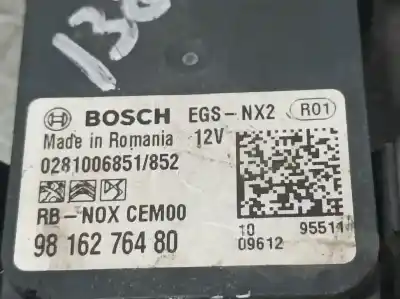 130
BOSCH EGS-NX2 R01
Made in Romania 12V
0281006851/852
RB-NOX CEM00
98 162 764 80
10 95511
09612